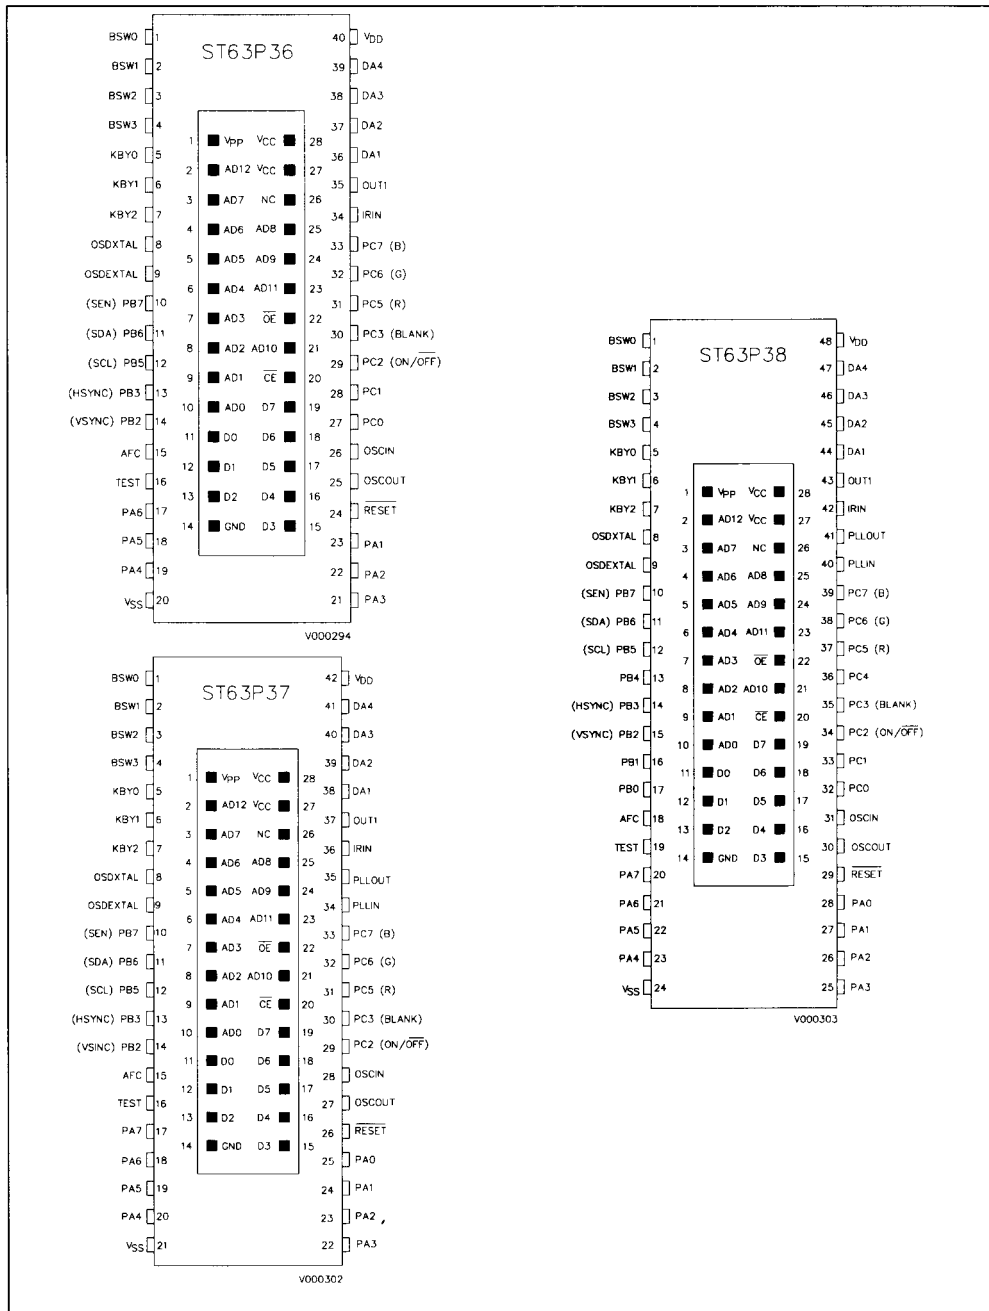 ST63P36
BSW0 1 40 VDD
BSW1 2 39 DA4
BSW2 3 38 DA3
BSW3 4 37 DA2
KBY0 5 36 DA1
KBY1 6 35 OUT1
KBY2 7 34 IRIN
OSDXTAL 8 33 PC7 (B)
OSDEXTAL 9 32 PC6 (G)
(SEN) PB7 10 31 PC5 (R)
(SDA) PB6 11 30 PC3 (BLANK)
(SCL) PB5 12 29 PC2 (ON/OFF)
(HSYNC) PB3 13 28 PC1
(VSYNC) PB2 14 27 PC0
AFC 15 26 OSCIN
TEST 16 25 OSCOUT
PA6 17 24 RESET
PA5 18 23 PA1
PA4 19 22 PA2
VSS 20 21 PA3
1 VPP VCC 28
2 AD12 VCC 27
3 AD7 NC 26
4 AD6 AD8 25
5 AD5 AD9 24
6 AD4 AD11 23
7 AD3 OE 22
8 AD2 AD10 21
9 AD1 CE 20
10 AD0 D7 19
11 D0 D6 18
12 D1 D5 17
13 D2 D4 16
14 GND D3 15
V000294
ST63P37
BSW0 1 42 VDD
BSW1 2 41 DA4
BSW2 3 40 DA3
BSW3 4 39 DA2
KBY0 5 38 DA1
KBY1 6 37 OUT1
KBY2 7 36 IRIN
OSDXTAL 8 35 PLLOUT
OSDEXTAL 9 34 PLLIN
(SEN) PB7 10 33 PC7 (B)
(SDA) PB6 11 32 PC6 (G)
(SCL) PB5 12 31 PC5 (R)
(HSYNC) PB3 13 30 PC3 (BLANK)
(VSINC) PB2 14 29 PC2 (ON/OFF)
AFC 15 28 OSCIN
TEST 16 27 OSCOUT
PA7 17 26 RESET
PA6 18 25 PA0
PA5 19 24 PA1
PA4 20 23 PA2 ,
VSS 21 22 PA3
1 VPP VCC 28
2 AD12 VCC 27
3 AD7 NC 26
4 AD6 AD8 25
5 AD5 AD9 24
6 AD4 AD11 23
7 AD3 OE 22
8 AD2 AD10 21
9 AD1 CE 20
10 AD0 D7 19
11 D0 D6 18
12 D1 D5 17
13 D2 D4 16
14 GND D3 15
V000302
ST63P38
BSW0 1 48 VDD
BSW1 2 47 DA4
BSW2 3 46 DA3
BSW3 4 45 DA2
KBY0 5 44 DA1
KBY1 6 43 OUT1
KBY2 7 42 IRIN
OSDXTAL 8 41 PLLOUT
OSDEXTAL 9 40 PLLIN
(SEN) PB7 10 39 PC7 (B)
(SDA) PB6 11 38 PC6 (G)
(SCL) PB5 12 37 PC5 (R)
PB4 13 36 PC4
(HSYNC) PB3 14 35 PC3 (BLANK)
(VSYNC) PB2 15 34 PC2 (ON/OFF)
PB1 16 33 PC1
PB0 17 32 PC0
AFC 18 31 OSCIN
TEST 19 30 OSCOUT
PA7 20 29 RESET
PA6 21 28 PA0
PA5 22 27 PA1
PA4 23 26 PA2
VSS 24 25 PA3
1 VPP VCC 28
2 AD12 VCC 27
3 AD7 NC 26
4 AD6 AD8 25
5 AD5 AD9 24
6 AD4 AD11 23
7 AD3 OE 22
8 AD2 AD10 21
9 AD1 CE 20
10 AD0 D7 19
11 D0 D6 18
12 D1 D5 17
13 D2 D4 16
14 GND D3 15
V000303